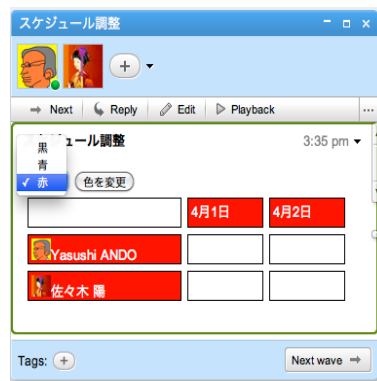 スケジュール調整
Next Reply Edit Playback
ジュール調整 3:35 pm
黒
青
✓ 赤 色を変更
4月1日 4月2日
Yasushi ANDO
佐々木 陽
Tags: Next wave